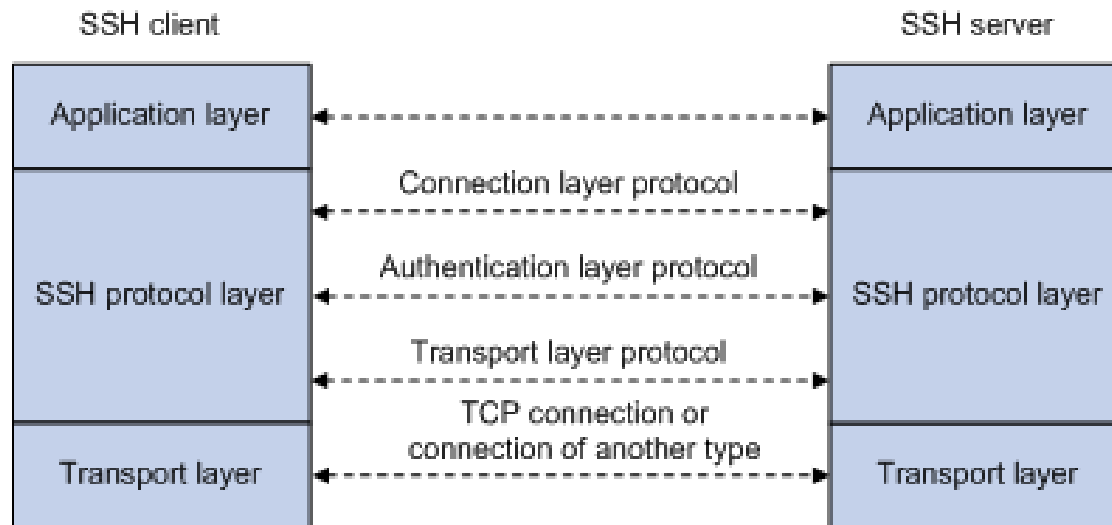 SSH client
SSH server
Application layer
Application layer
Connection layer protocol
Authentication layer protocol
SSH protocol layer
SSH protocol layer
Transport layer protocol
TCP connection or
connection of another type
Transport layer
Transport layer